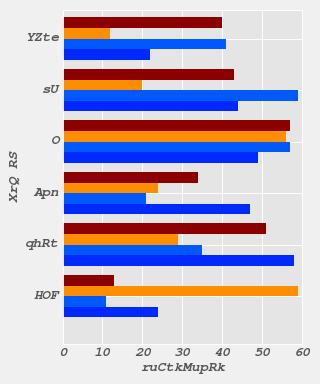 YZte
sU
O
Apn
qhRt
HOF
XrQ RS
0 10 20 30 40 50 60
ruCtkMupRk